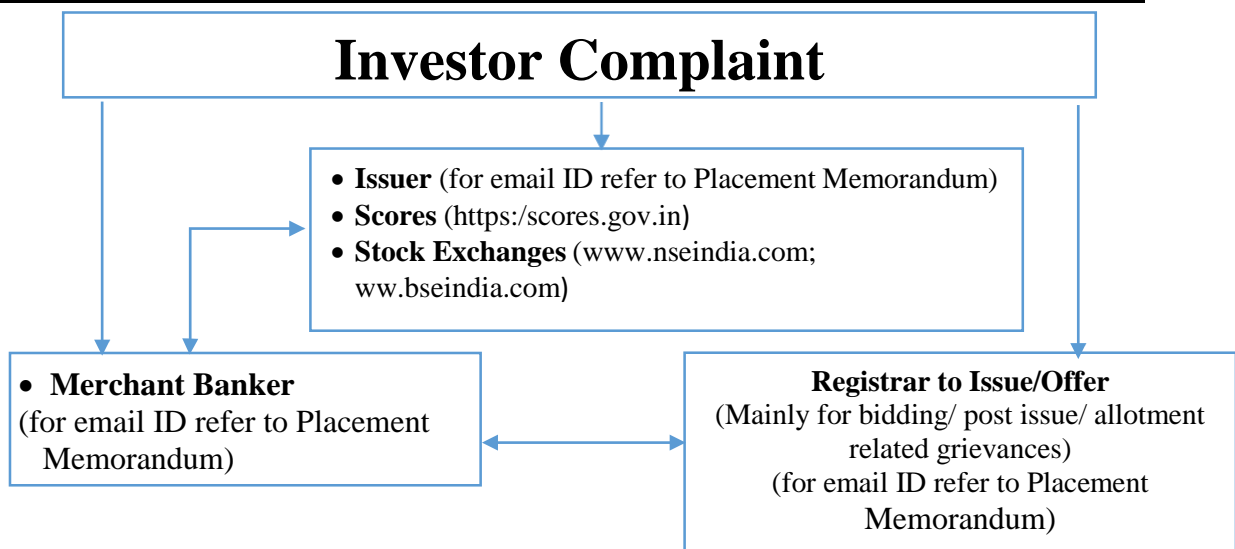 Investor Complaint
• Issuer (for email ID refer to Placement Memorandum)
• Scores (https:/scores.gov.in)
• Stock Exchanges (www.nseindia.com;
ww.bseindia.com)
• Merchant Banker
(for email ID refer to Placement
Memorandum)
Registrar to Issue/Offer
(Mainly for bidding/ post issue/ allotment
related grievances)
(for email ID refer to Placement
Memorandum)